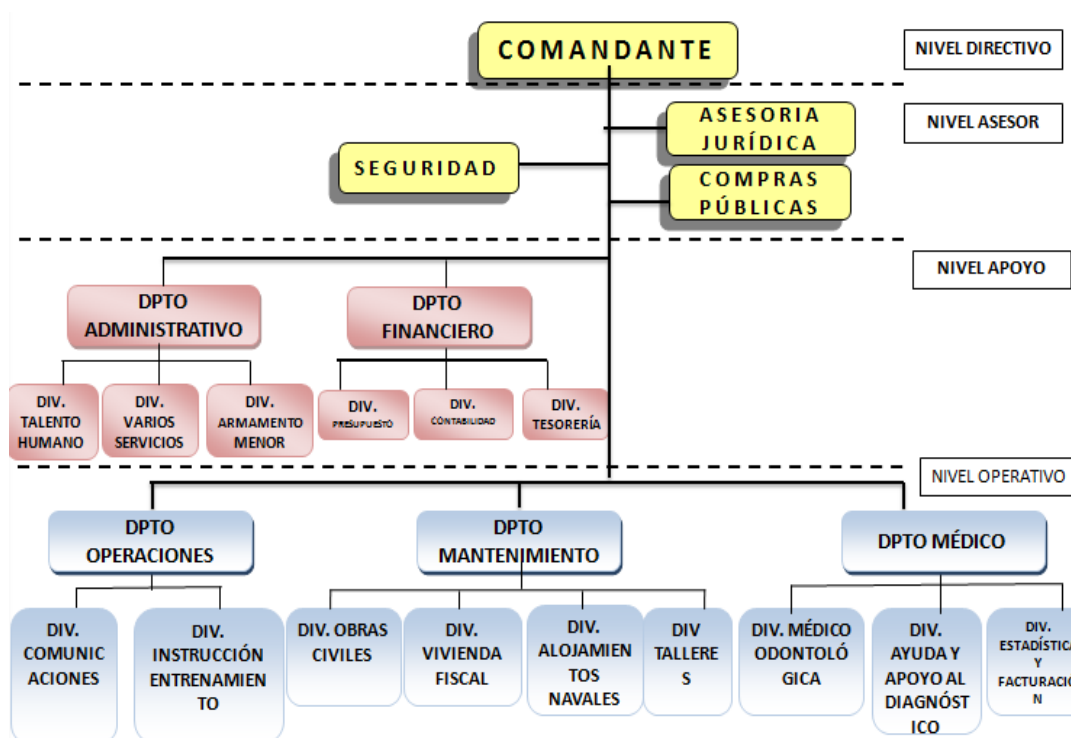 COMANDANTE
NIVEL DIRECTIVO
ASESORIA
JURÍDICA
NIVEL ASESOR
SEGURIDAD
COMPRAS
PÚBLICAS
NIVEL APOYO
DPTO
ADMINISTRATIVO
DPTO
FINANCIERO
DIV.
TALENTO
HUMANO
DIV.
VARIOS
SERVICIOS
DIV.
ARMAMENTO
MENOR
DIV.
PRESUPUESTO
DIV.
CONTABILIDAD
DIV.
TESORERÍA
NIVEL OPERATIVO
DPTO
OPERACIONES
DPTO
MANTENIMIENTO
DPTO MÉDICO
DIV.
COMUNIC
ACIONES
DIV.
INSTRUCCIÓN
ENTRENAMIEN
TO
DIV. OBRAS
CIVILES
DIV.
VIVIENDA
FISCAL
DIV.
ALOJAMIEN
TOS
NAVALES
DIV
TALLERE
S
DIV. MÉDICO
ODONTOLÓ
GICA
DIV.
AYUDA Y
APOYO AL
DIAGNÓST
ICO
DIV.
ESTADÍSTICA
Y
FACTURACIÓ
N